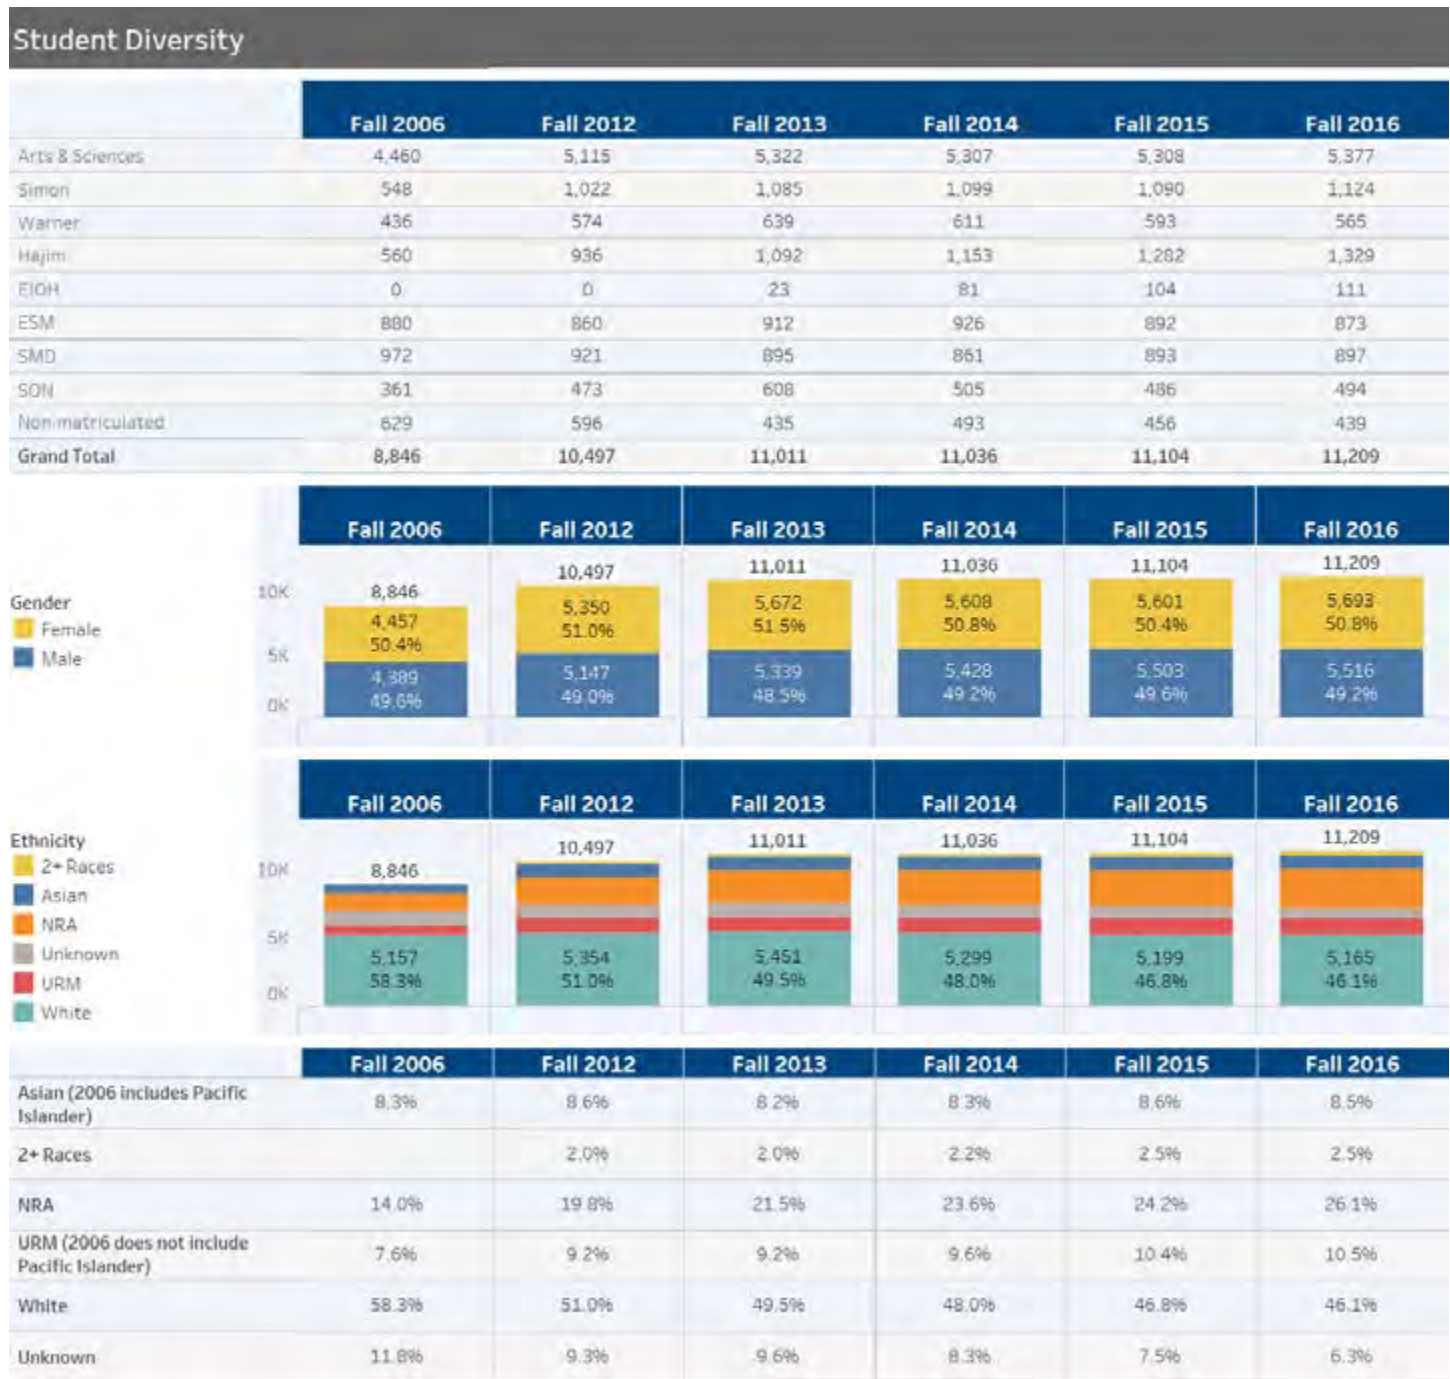 Student Diversity
Fall 2006 Fall 2012 Fall 2013 Fall 2014 Fall 2015 Fall 2016
Arts & Sciences 4,460 5,115 5,322 5,307 5,308 5,377
Simon 548 1,022 1,085 1,099 1,090 1,124
Warner 436 574 639 611 593 565
Hajim 560 936 1,092 1,153 1,282 1,329
EIOH 0 0 23 81 104 111
ESM 880 860 912 926 892 873
SMD 972 921 895 861 893 897
SON 361 473 608 505 486 494
Non-matriculated 629 596 435 493 456 439
Grand Total 8,846 10,497 11,011 11,036 11,104 11,209
Fall 2006 Fall 2012 Fall 2013 Fall 2014 Fall 2015 Fall 2016
10,497 11,011 11,036 11,104 11,209
10K 8,846
Gender 5,350 5,672 5,608 5,601 5,693
Female 4,457 51.0% 51.5% 50.8% 50.4% 50.8%
50.4%
Male 5K
4,389 5,147 5,339 5,428 5,503 5,516
0K 49.6% 49.0% 48.5% 49.2% 49.6% 49.2%
Fall 2006 Fall 2012 Fall 2013 Fall 2014 Fall 2015 Fall 2016
Ethnicity 10,497 11,011 11,036 11,104 11,209
2+ Races 10K 8,846
Asian
NRA
5K
Unknown 5,157 5,354 5,451 5,299 5,199 5,165
URM 58.3% 51.0% 49.5% 48.0% 46.8% 46.1%
0K
White
Fall 2006 Fall 2012 Fall 2013 Fall 2014 Fall 2015 Fall 2016
Asian (2006 includes Pacific
Islander) 8.3% 8.6% 8.2% 8.3% 8.6% 8.5%
2+ Races 2.0% 2.0% 2.2% 2.5% 2.5%
NRA 14.0% 19.8% 21.5% 23.6% 24.2% 26.1%
URM (2006 does not include
Pacific Islander) 7.6% 9.2% 9.2% 9.6% 10.4% 10.5%
White 58.3% 51.0% 49.5% 48.0% 46.8% 46.1%
Unknown 11.8% 9.3% 9.6% 8.3% 7.5% 6.3%